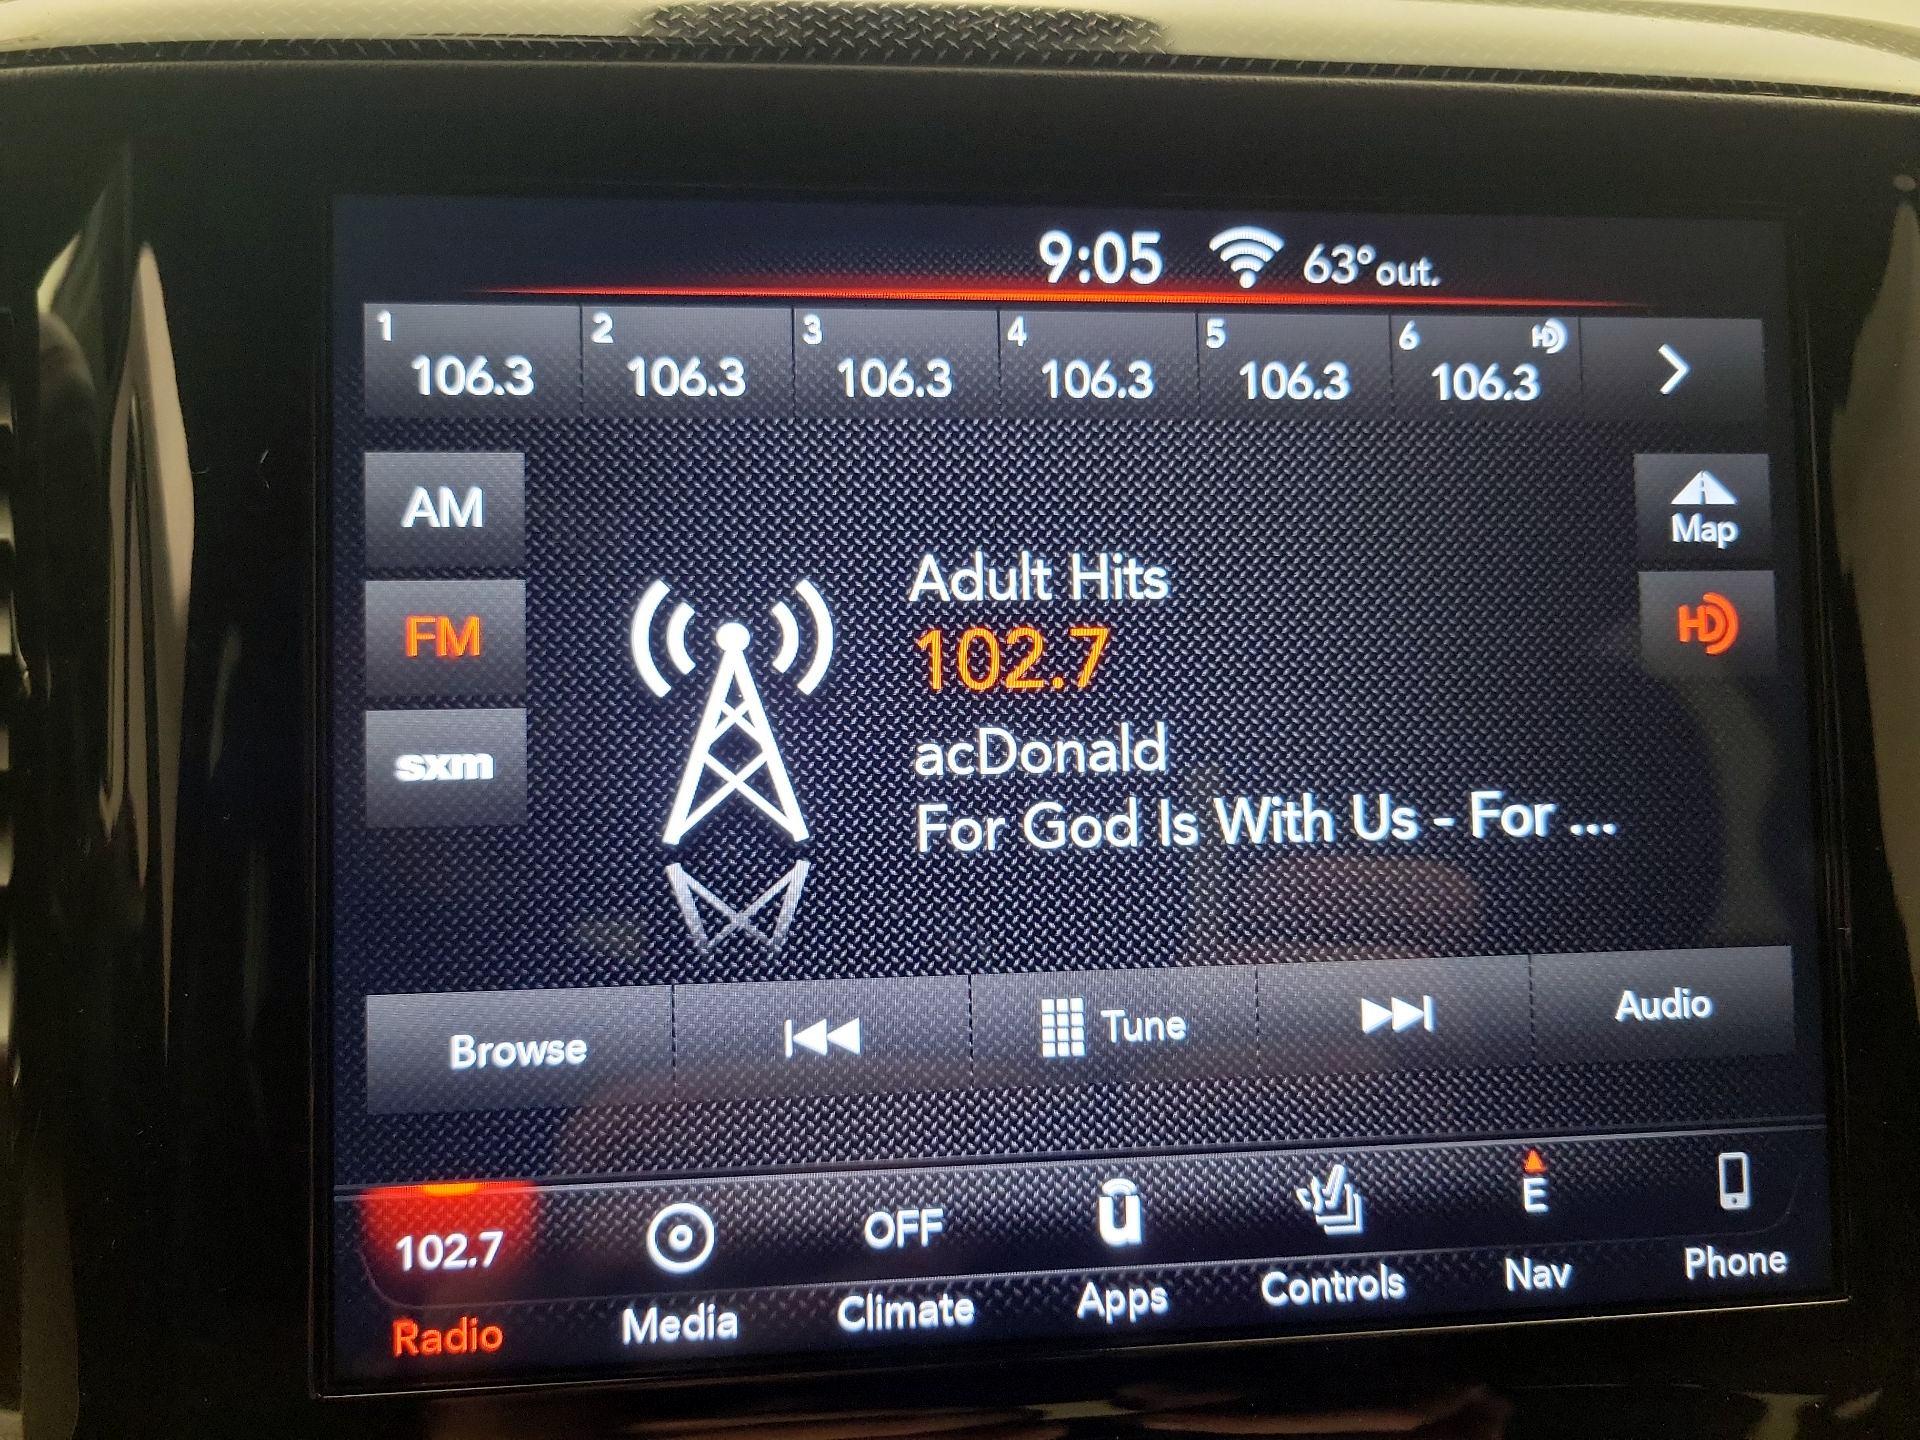 9:05 63° out.
1 106.3 2 106.3 3 106.3 4 106.3 5 106.3 6 HD 106.3
AM
Map
Adult Hits
FM
102.7
HD
sxm
acDonald
For God Is With Us - For ...
Browse Tune Audio
102.7 OFF u E
Radio Media Climate Apps Controls Nav Phone